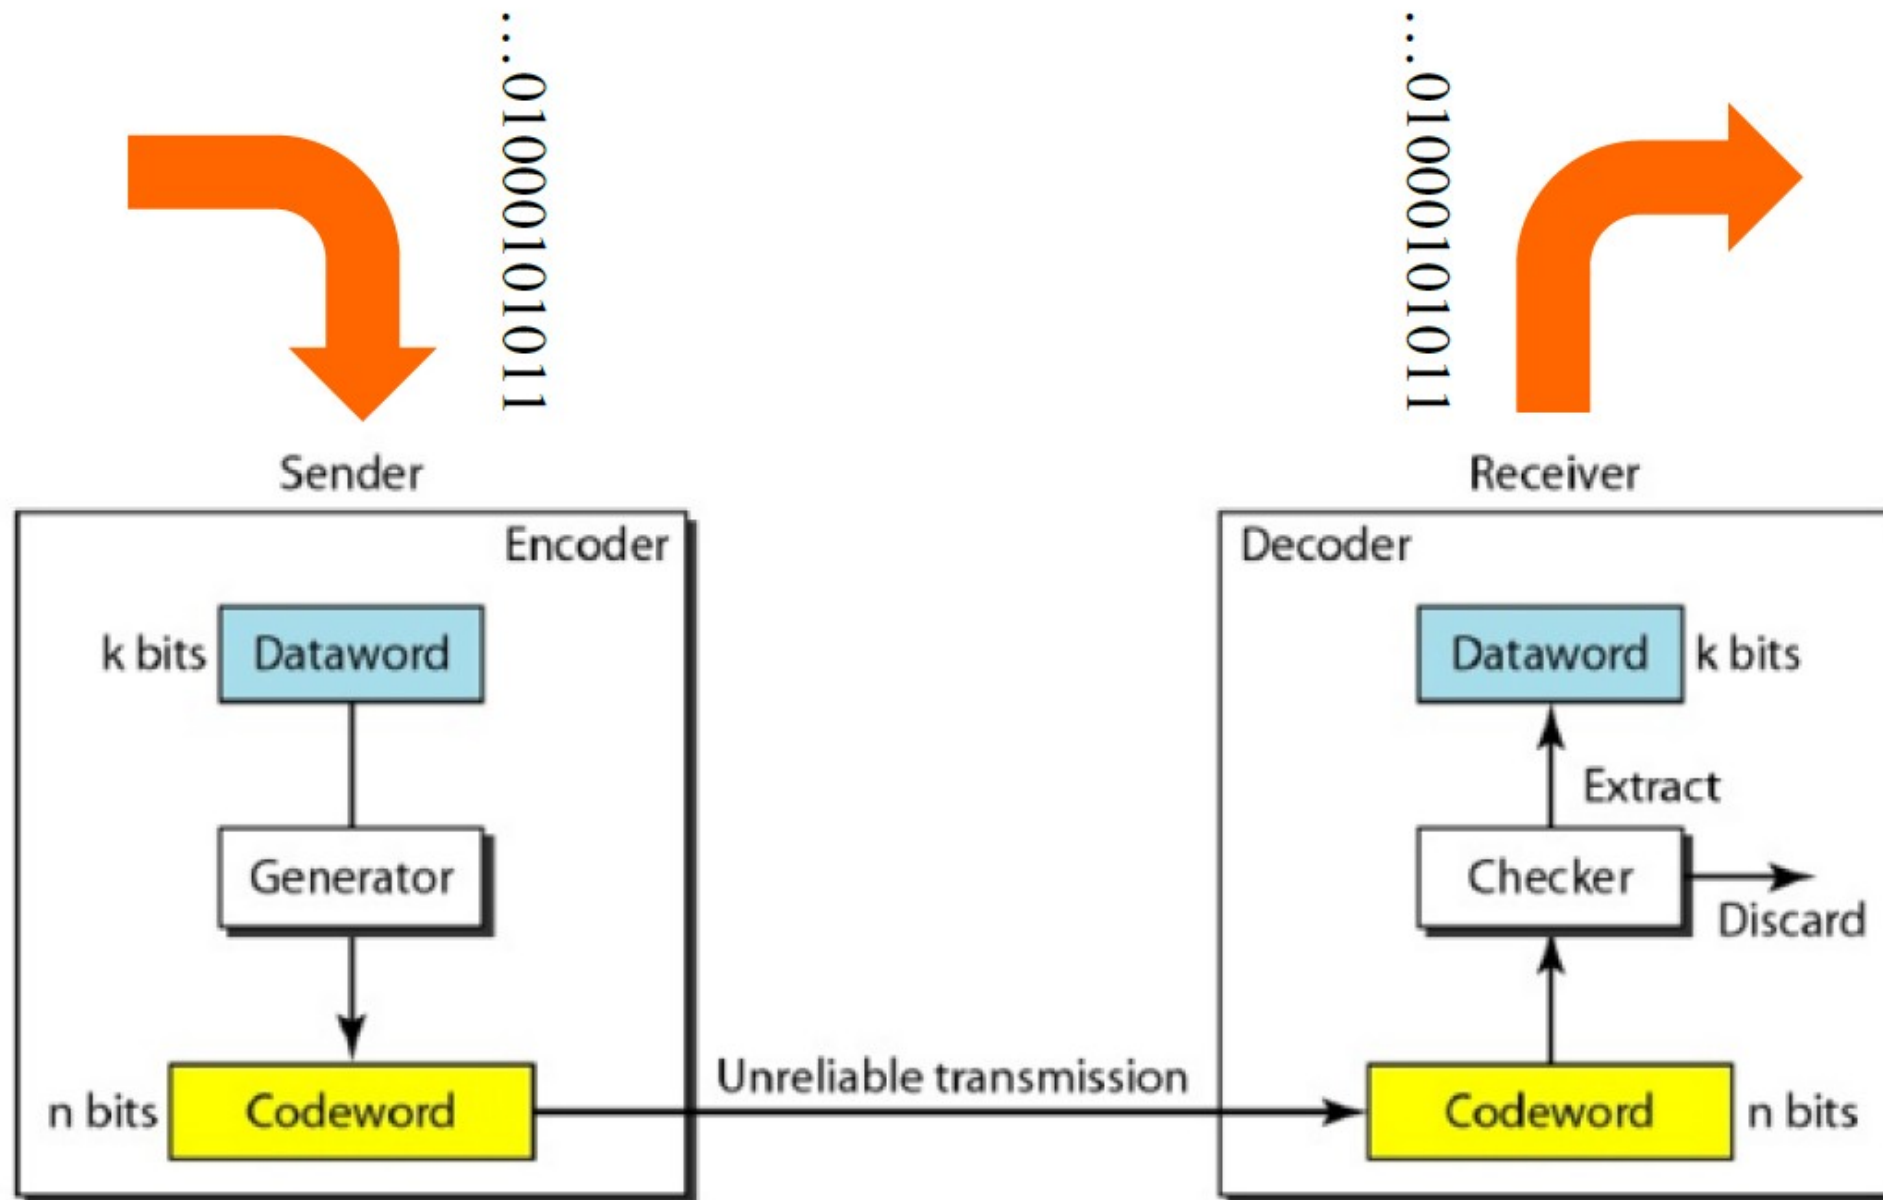 ...0100010101011
...0100010101011
Sender
Receiver
Encoder
Decoder
k bits
Dataword
Dataword
k bits
Extract
Generator
Checker
Discard
Unreliable transmission
n bits
Codeword
Codeword
n bits